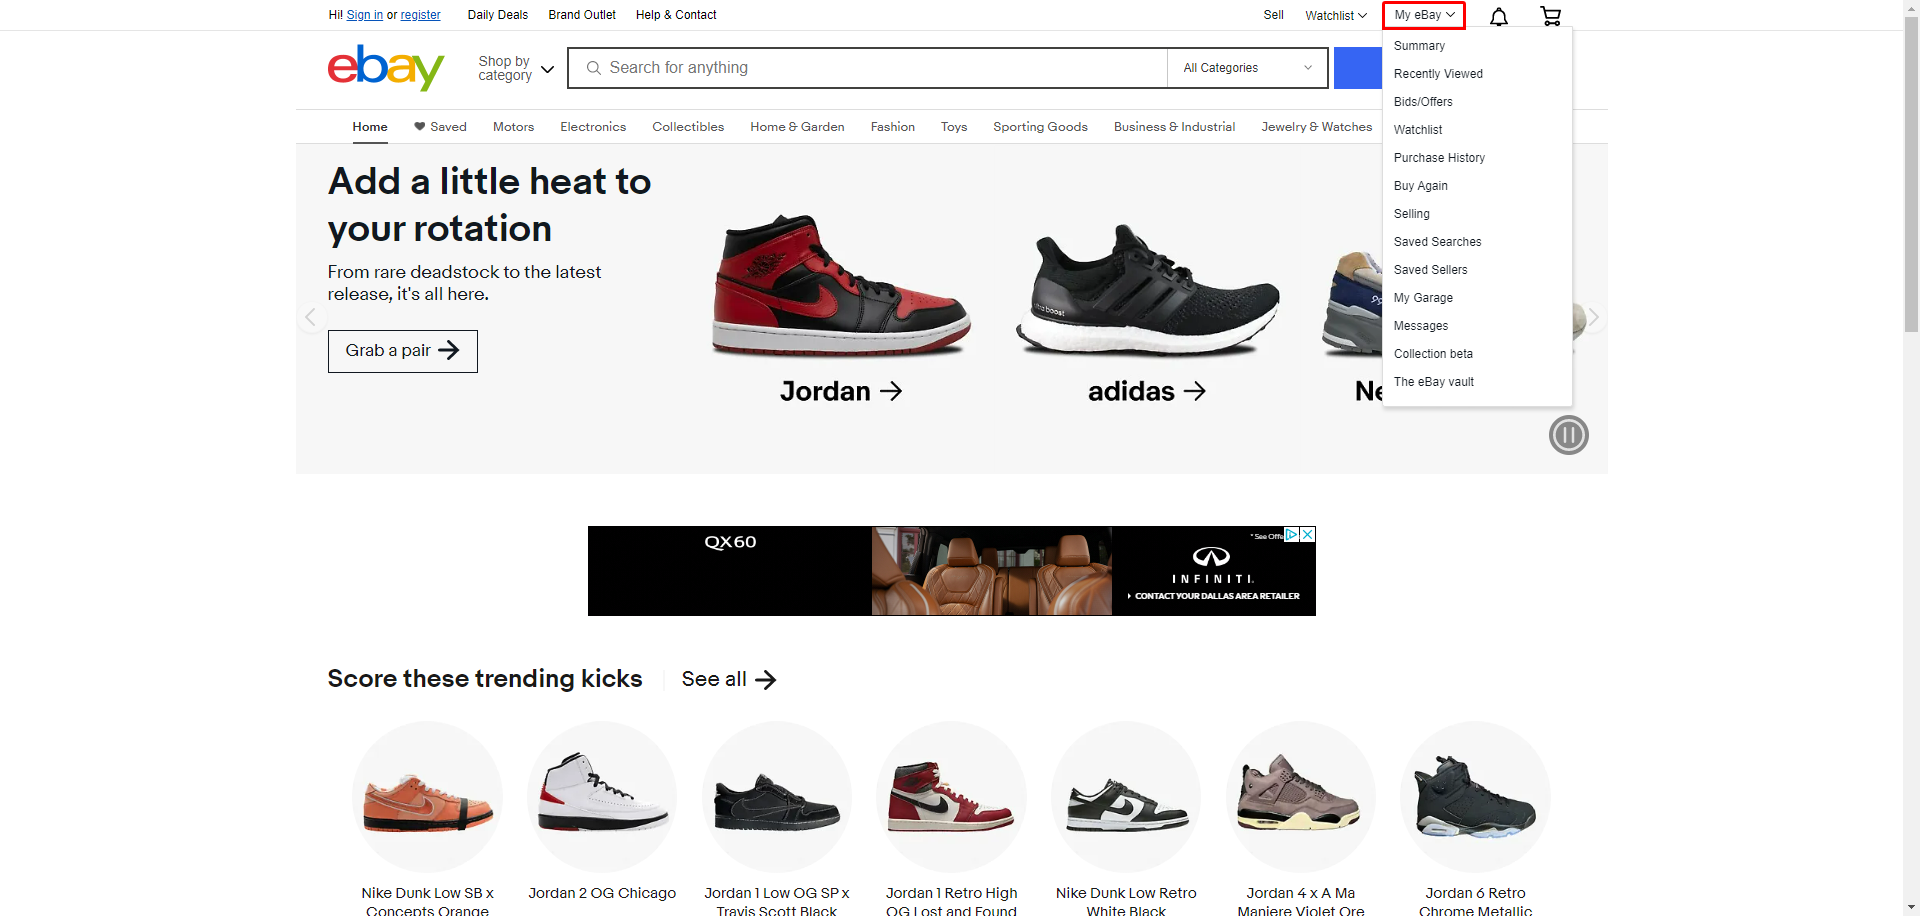 Hi! Sign in or register
Daily Deals
Brand Outlet
Help & Contact
Sell
Watchlist
My eBay
Summary
Recently Viewed
Bids/Offers
Watchlist
Purchase History
Buy Again
Selling
Saved Searches
Saved Sellers
My Garage
Messages
Collection beta
The eBay vault
ebay
Shop by
category
Search for anything
All Categories
Home
Saved
Motors
Electronics
Collectibles
Home & Garden
Fashion
Toys
Sporting Goods
Business & Industrial
Jewelry & Watches
Add a little heat to
your rotation
From rare deadstock to the latest
release, it's all here.
Grab a pair
Jordan
adidas
Ne
QX60
* See Offe
INFINITI
CONTACT YOUR DALLAS AREA RETAILER
Score these trending kicks
See all
Nike Dunk Low SB x
Concepts Orange
Jordan 2 OG Chicago
Jordan 1 Low OG SP x
Travis Scott Black
Jordan 1 Retro High
OG Lost and Found
Nike Dunk Low Retro
White Black
Jordan 4 x A Ma
Maniere Violet Ore
Jordan 6 Retro
Chrome Metallic